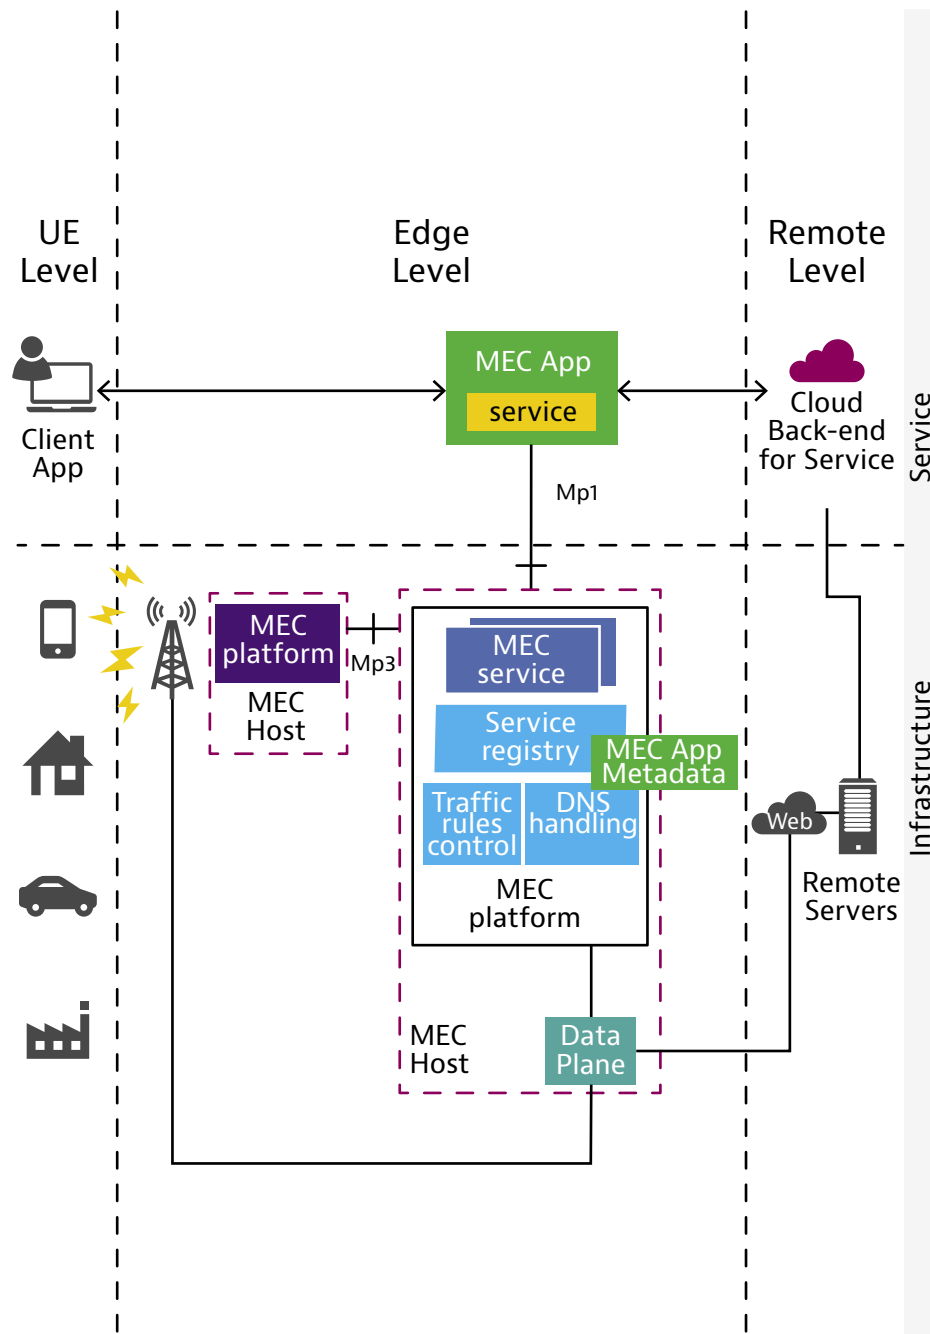 UE
Level
Edge
Level
Remote
Level
MEC App
service
Client
App
Cloud
Back-end
for Service
Service
Mp1
MEC
platform
MEC
Host
Mp3
MEC
service
Service
registry
MEC App
Metadata
Traffic
rules
control
DNS
handling
MEC
platform
MEC
Host
Data
Plane
Web
Remote
Servers
Infrastructure